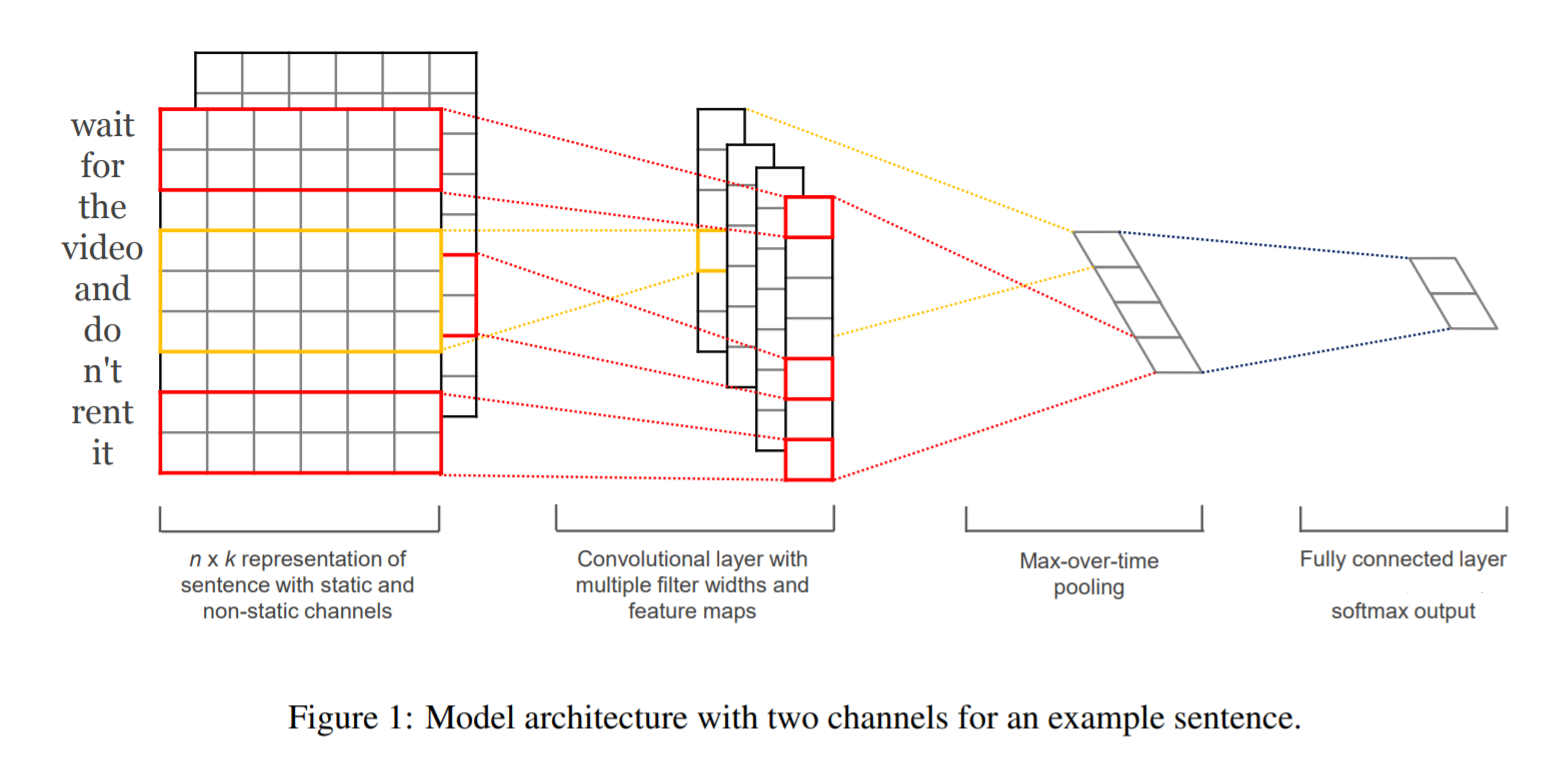 wait
for
the
video
and
do
n't
rent
it
n x k representation of
sentence with static and
non-static channels
Convolutional layer with
multiple filter widths and
feature maps
Max-over-time
pooling
Fully connected layer
softmax output
Figure 1: Model architecture with two channels for an example sentence.